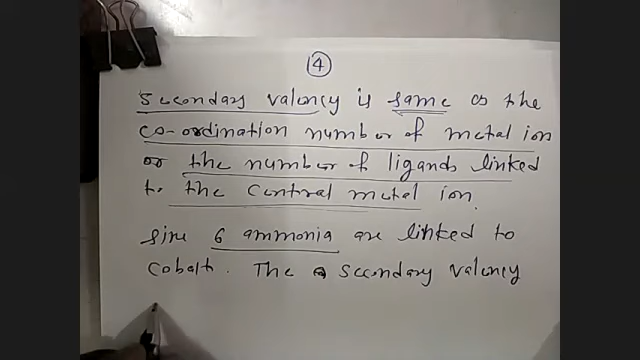 4
Secondary valency is same as the
co-ordination number of metal ion
or the number of ligands linked
to the central metal ion.
Sine 6 ammonia are linked to
cobalt. The secondary valency